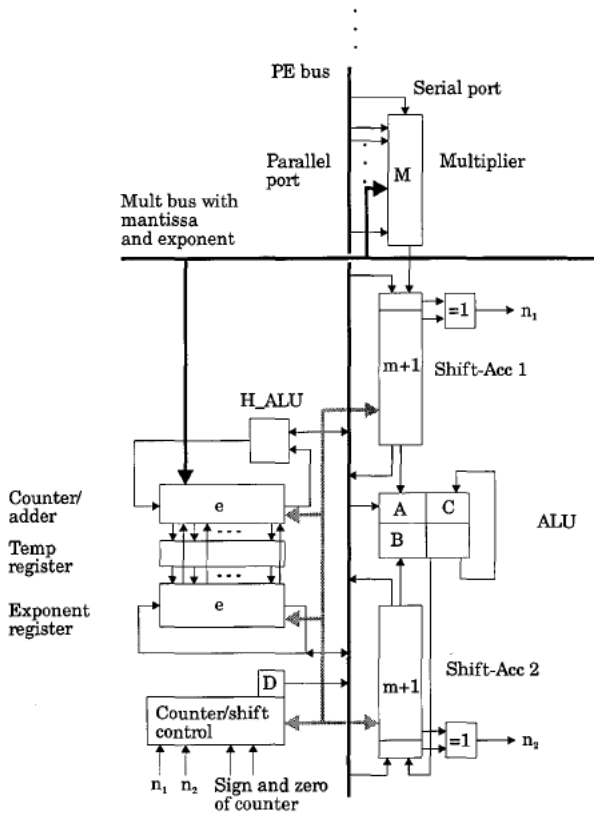 PE bus
Serial port
Parallel
port
M
Multiplier
Mult bus with
mantissa
and exponent
=1
n₁
m+1
Shift-Acc 1
H_ALU
Counter/
adder
e
A
C
B
ALU
Temp
register
Exponent
register
e
m+1
Shift-Acc 2
D
Counter/shift
control
=1
n₂
n₁
n₂
Sign and zero
of counter